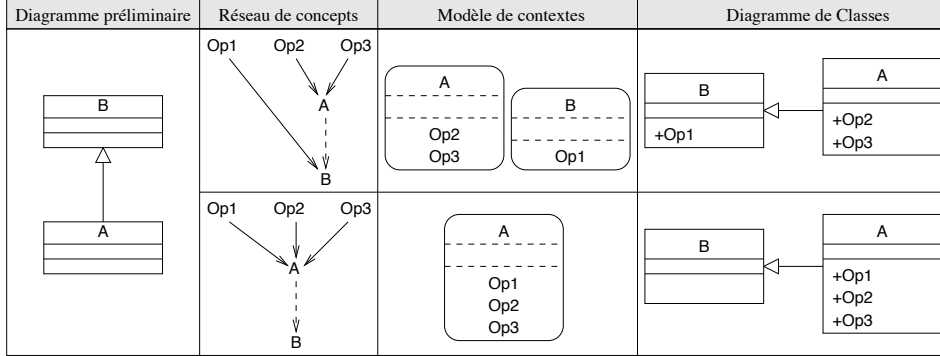 Diagramme préliminaire
Réseau de concepts
Modèle de contextes
Diagramme de Classes
B
A
Op1 Op2 Op3
A
B
A
Op2
Op3
B
Op1
B
+Op1
A
+Op2
+Op3
Op1 Op2 Op3
A
B
A
Op1
Op2
Op3
B
A
+Op1
+Op2
+Op3